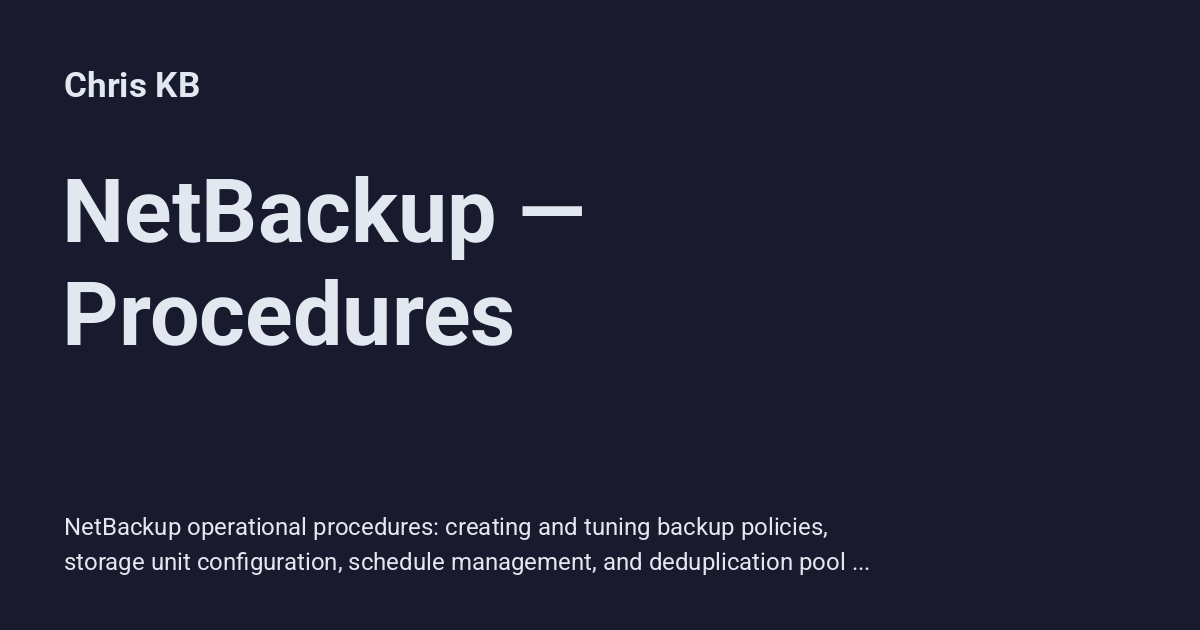 Chris KB
NetBackup —
Procedures
NetBackup operational procedures: creating and tuning backup policies,
storage unit configuration, schedule management, and deduplication pool ...